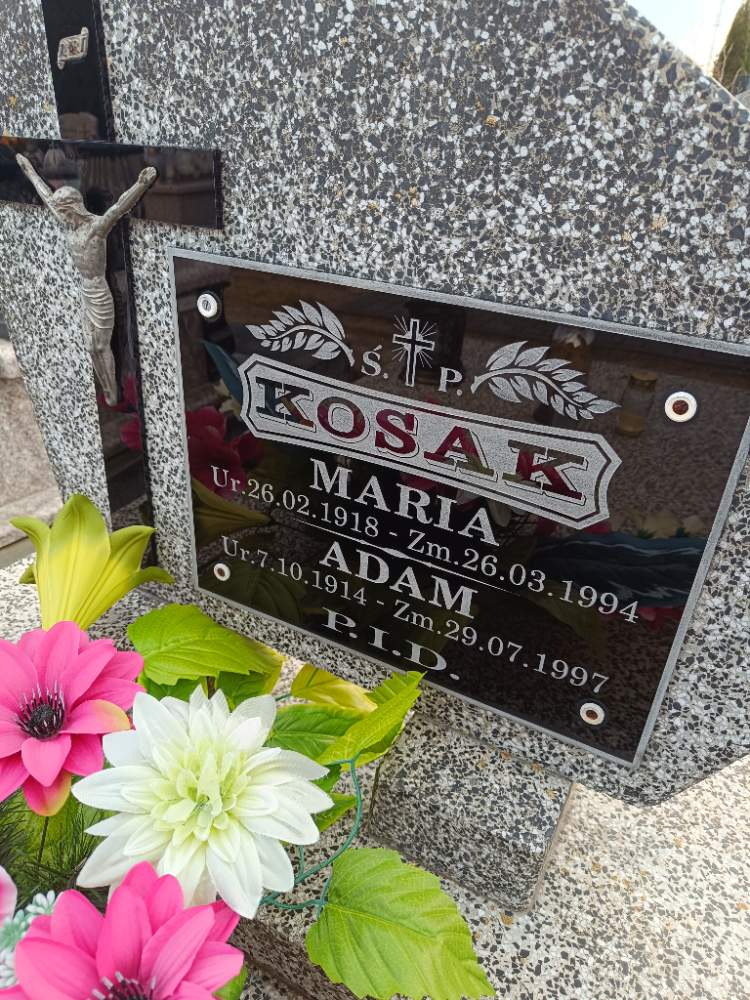 Ś. P.
KOSAK
MARIA
Ur.26.02.1918 - Zm.26.03.1994
ADAM
Ur.7.10.1914 - Zm.29.07.1997
P.I.D.